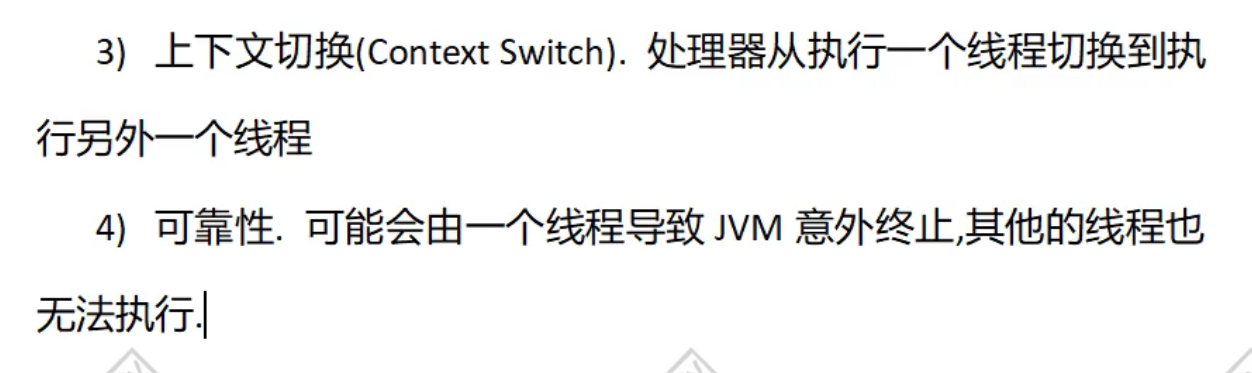 3) 上下文切换(Context Switch). 处理器从执行一个线程切换到执
行另外一个线程
4) 可靠性. 可能会由一个线程导致 JVM 意外终止,其他的线程也
无法执行.